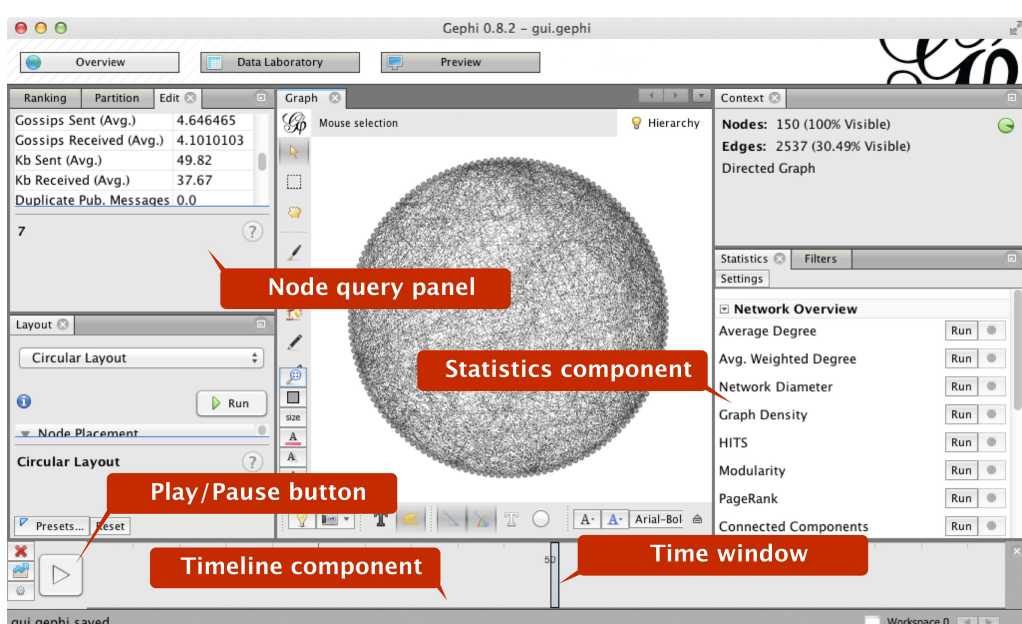 Gephi 0.8.2 – gui.gephi
Overview
Data Laboratory
Preview
Ranking
Partition
Edit
Gossips Sent (Avg.) 4.646465
Gossips Received (Avg.) 4.1010103
Kb Sent (Avg.) 49.82
Kb Received (Avg.) 37.67
Duplicate Pub. Messages 0.0
7
?
Node query panel
Layout
Circular Layout
Run
Node Placement
Circular Layout
?
Play/Pause button
Presets...
Reset
Graph
Mouse selection
Hierarchy
size
A
A
T
T
A
A
Arial-Bol
Context
Nodes: 150 (100% Visible)
Edges: 2537 (30.49% Visible)
Directed Graph
Statistics
Filters
Settings
Network Overview
Average Degree Run
Avg. Weighted Degree Run
Statistics component
Network Diameter Run
Graph Density Run
HITS Run
Modularity Run
PageRank Run
Connected Components Run
Timeline component
50
Time window
gui.gephi saved
Workspace 0